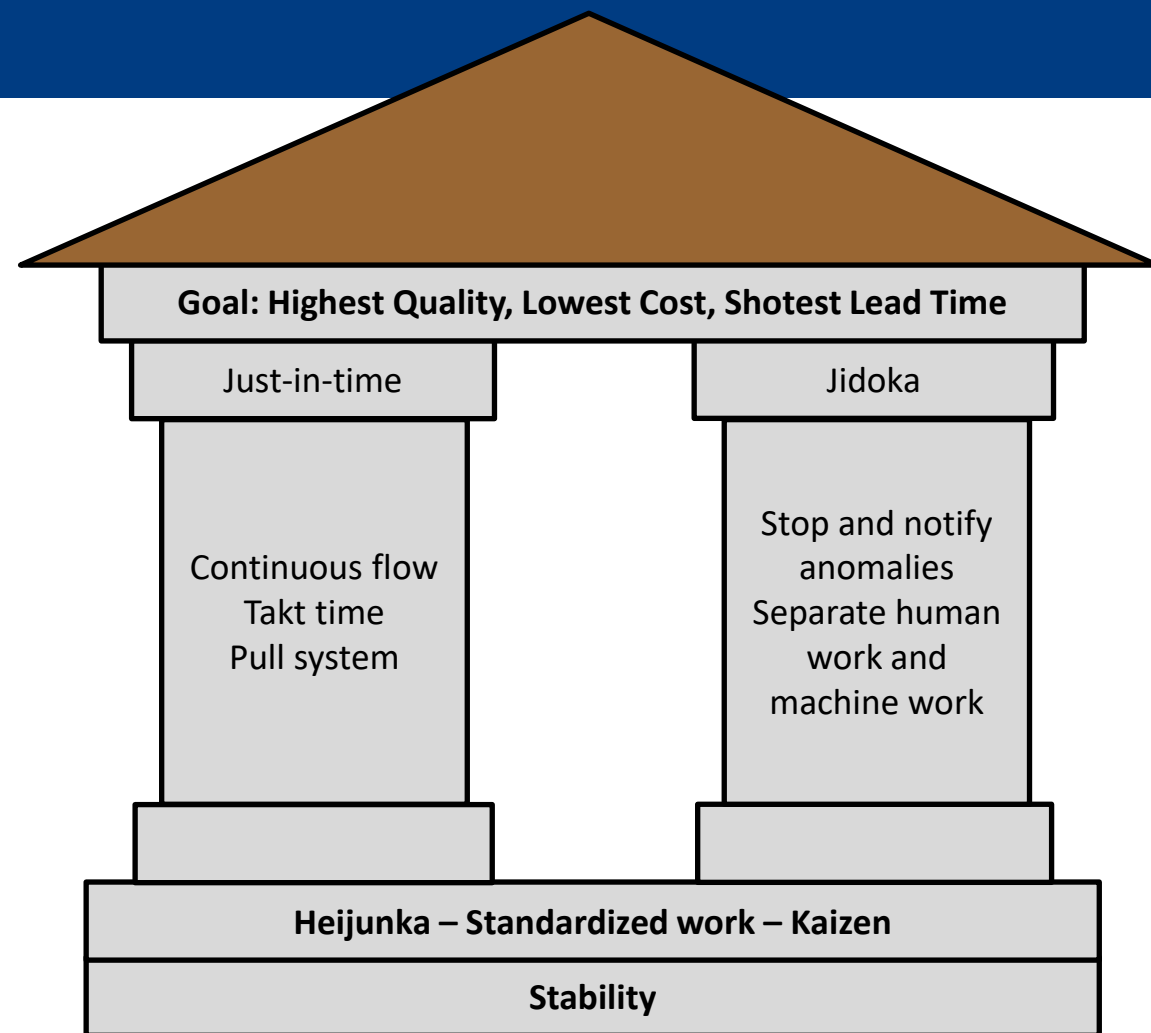 Goal: Highest Quality, Lowest Cost, Shotest Lead Time
Just-in-time
Jidoka
Continuous flow
Takt time
Pull system
Stop and notify
anomalies
Separate human
work and
machine work
Heijunka – Standardized work – Kaizen
Stability